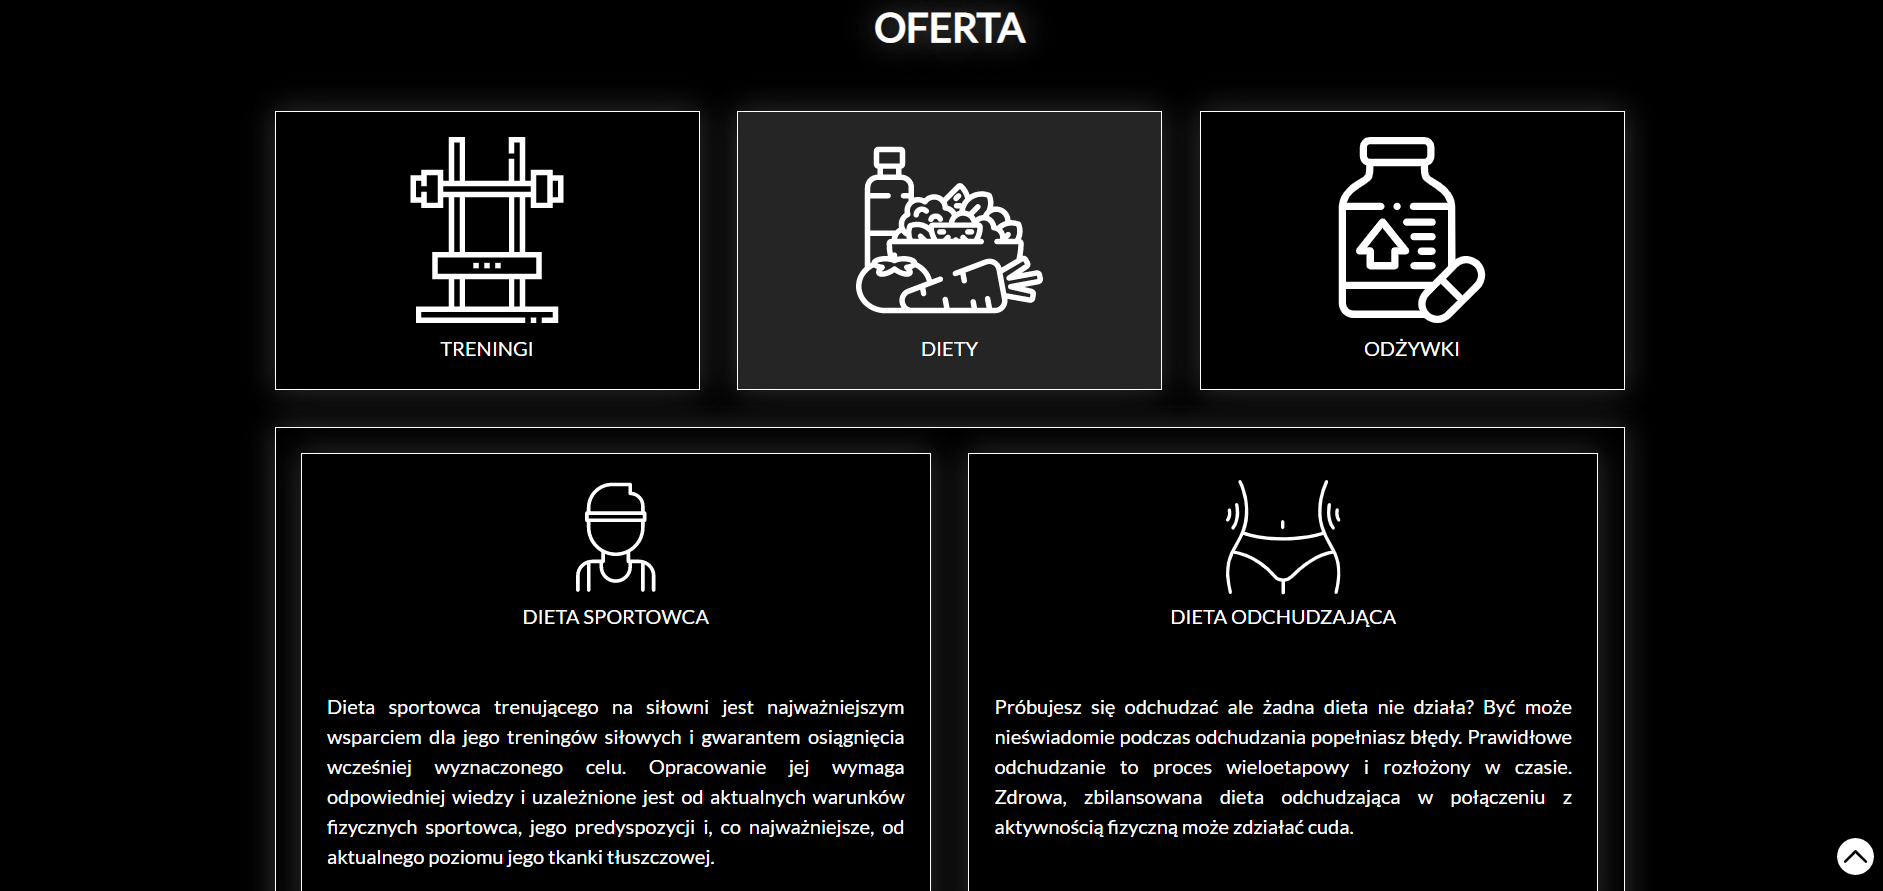 OFERTA
TRENINGI
DIETY
ODŻYWKI
DIETA SPORTOWCA
Dieta sportowca trenującego na siłowni jest najważniejszym
wsparciem dla jego treningów siłowych i gwarantem osiągnięcia
wcześniej wyznaczonego celu. Opracowanie jej wymaga
odpowiedniej wiedzy i uzależnione jest od aktualnych warunków
fizycznych sportowca, jego predyspozycji i, co najważniejsze, od
aktualnego poziomu jego tkanki tłuszczowej.
DIETA ODCHUDZAJĄCA
Próbujesz się odchudzać ale żadna dieta nie działa? Być może
nieświadomie podczas odchudzania popełniasz błędy. Prawidłowe
odchudzanie to proces wieloetapowy i rozłożony w czasie.
Zdrowa, zbilansowana dieta odchudzająca w połączeniu z
aktywnością fizyczną może zdziałać cuda.